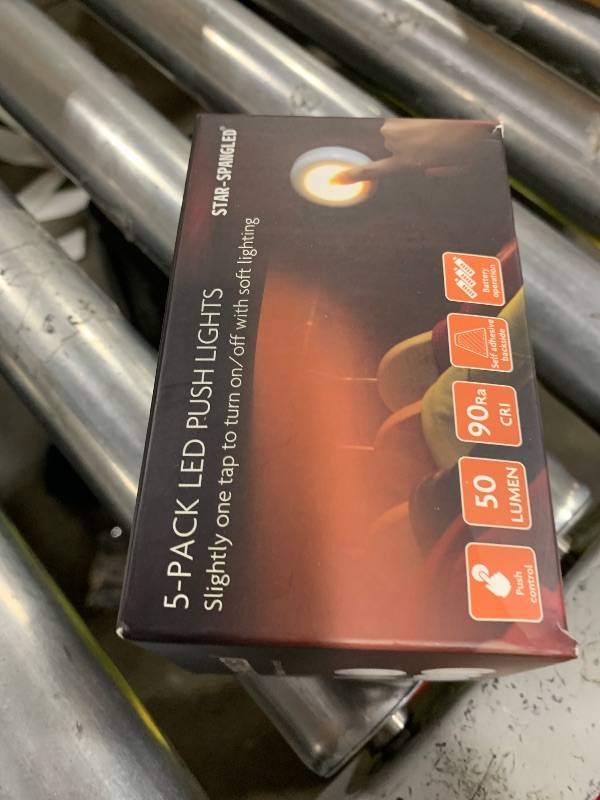 STAR-SPANGLED®
5-PACK LED PUSH LIGHTS
Slightly one tap to turn on/off with soft lighting
Push
control
50
LUMEN
90Ra
CRI
Self adhesive
backside
Battery
operation